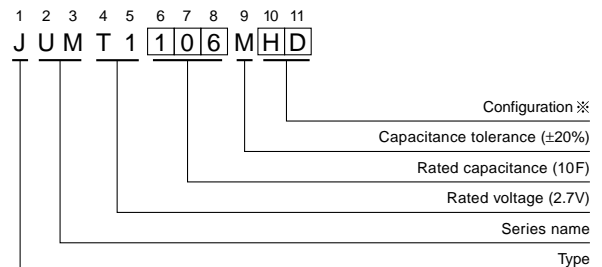 1 2 3 4 5 6 7 8 9 10 11
J U M T 1 1 0 6 M H D
Configuration ※
Capacitance tolerance (±20%)
Rated capacitance (10F)
Rated voltage (2.7V)
Series name
Type